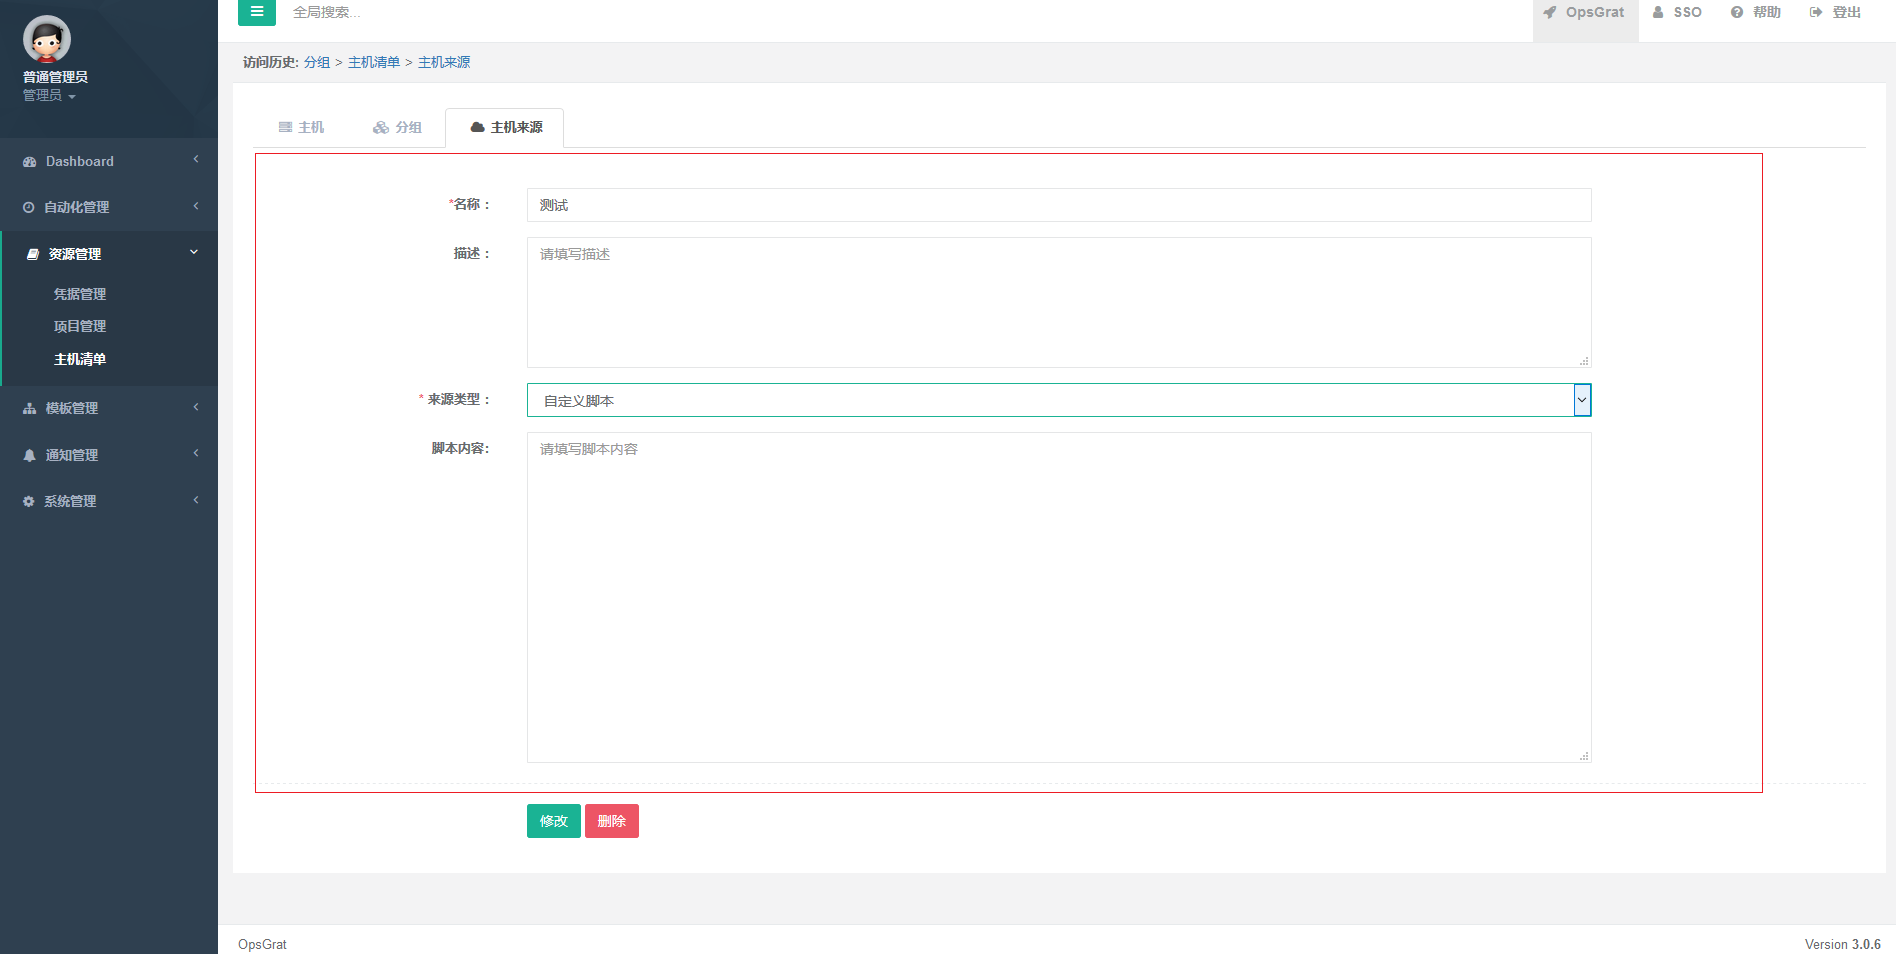 全局搜索...
OpsGrat
SSO
帮助
登出
普通管理员
管理员
Dashboard
自动化管理
资源管理
凭据管理
项目管理
主机清单
模板管理
通知管理
系统管理
访问历史: 分组 > 主机清单 > 主机来源
主机
分组
主机来源
*名称：
测试
描述：
请填写描述
* 来源类型：
自定义脚本
脚本内容:
请填写脚本内容
修改
删除
OpsGrat
Version 3.0.6